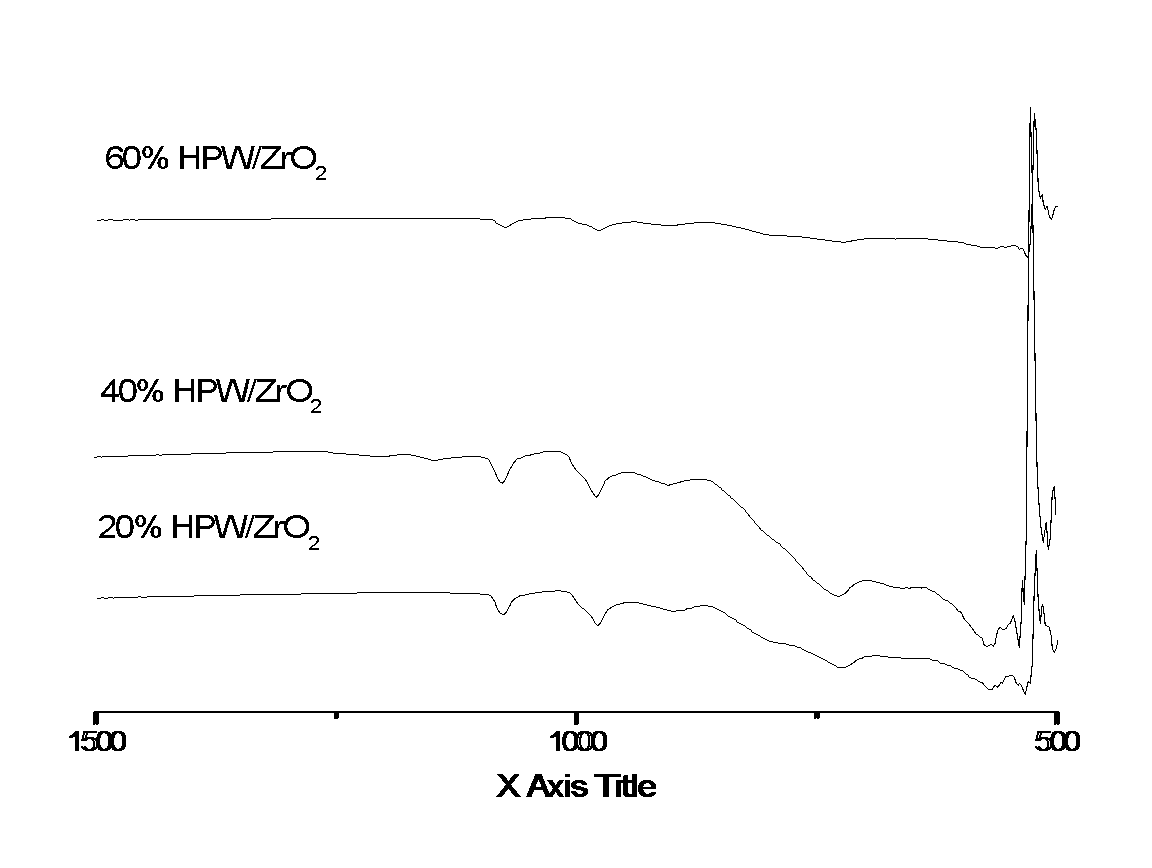 60% HPW/ZrO₂
40% HPW/ZrO₂
20% HPW/ZrO₂
1500 1000 500
X Axis Title